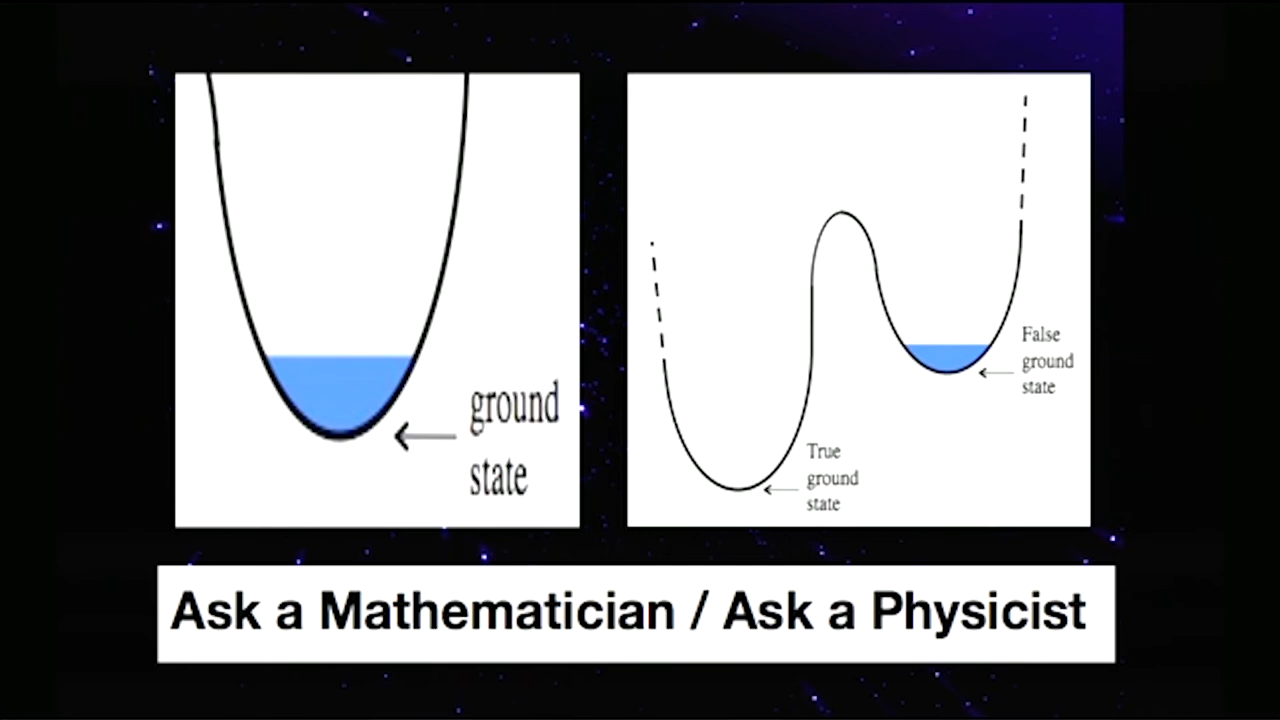 ground
state
True
ground
state
False
ground
state
Ask a Mathematician / Ask a Physicist